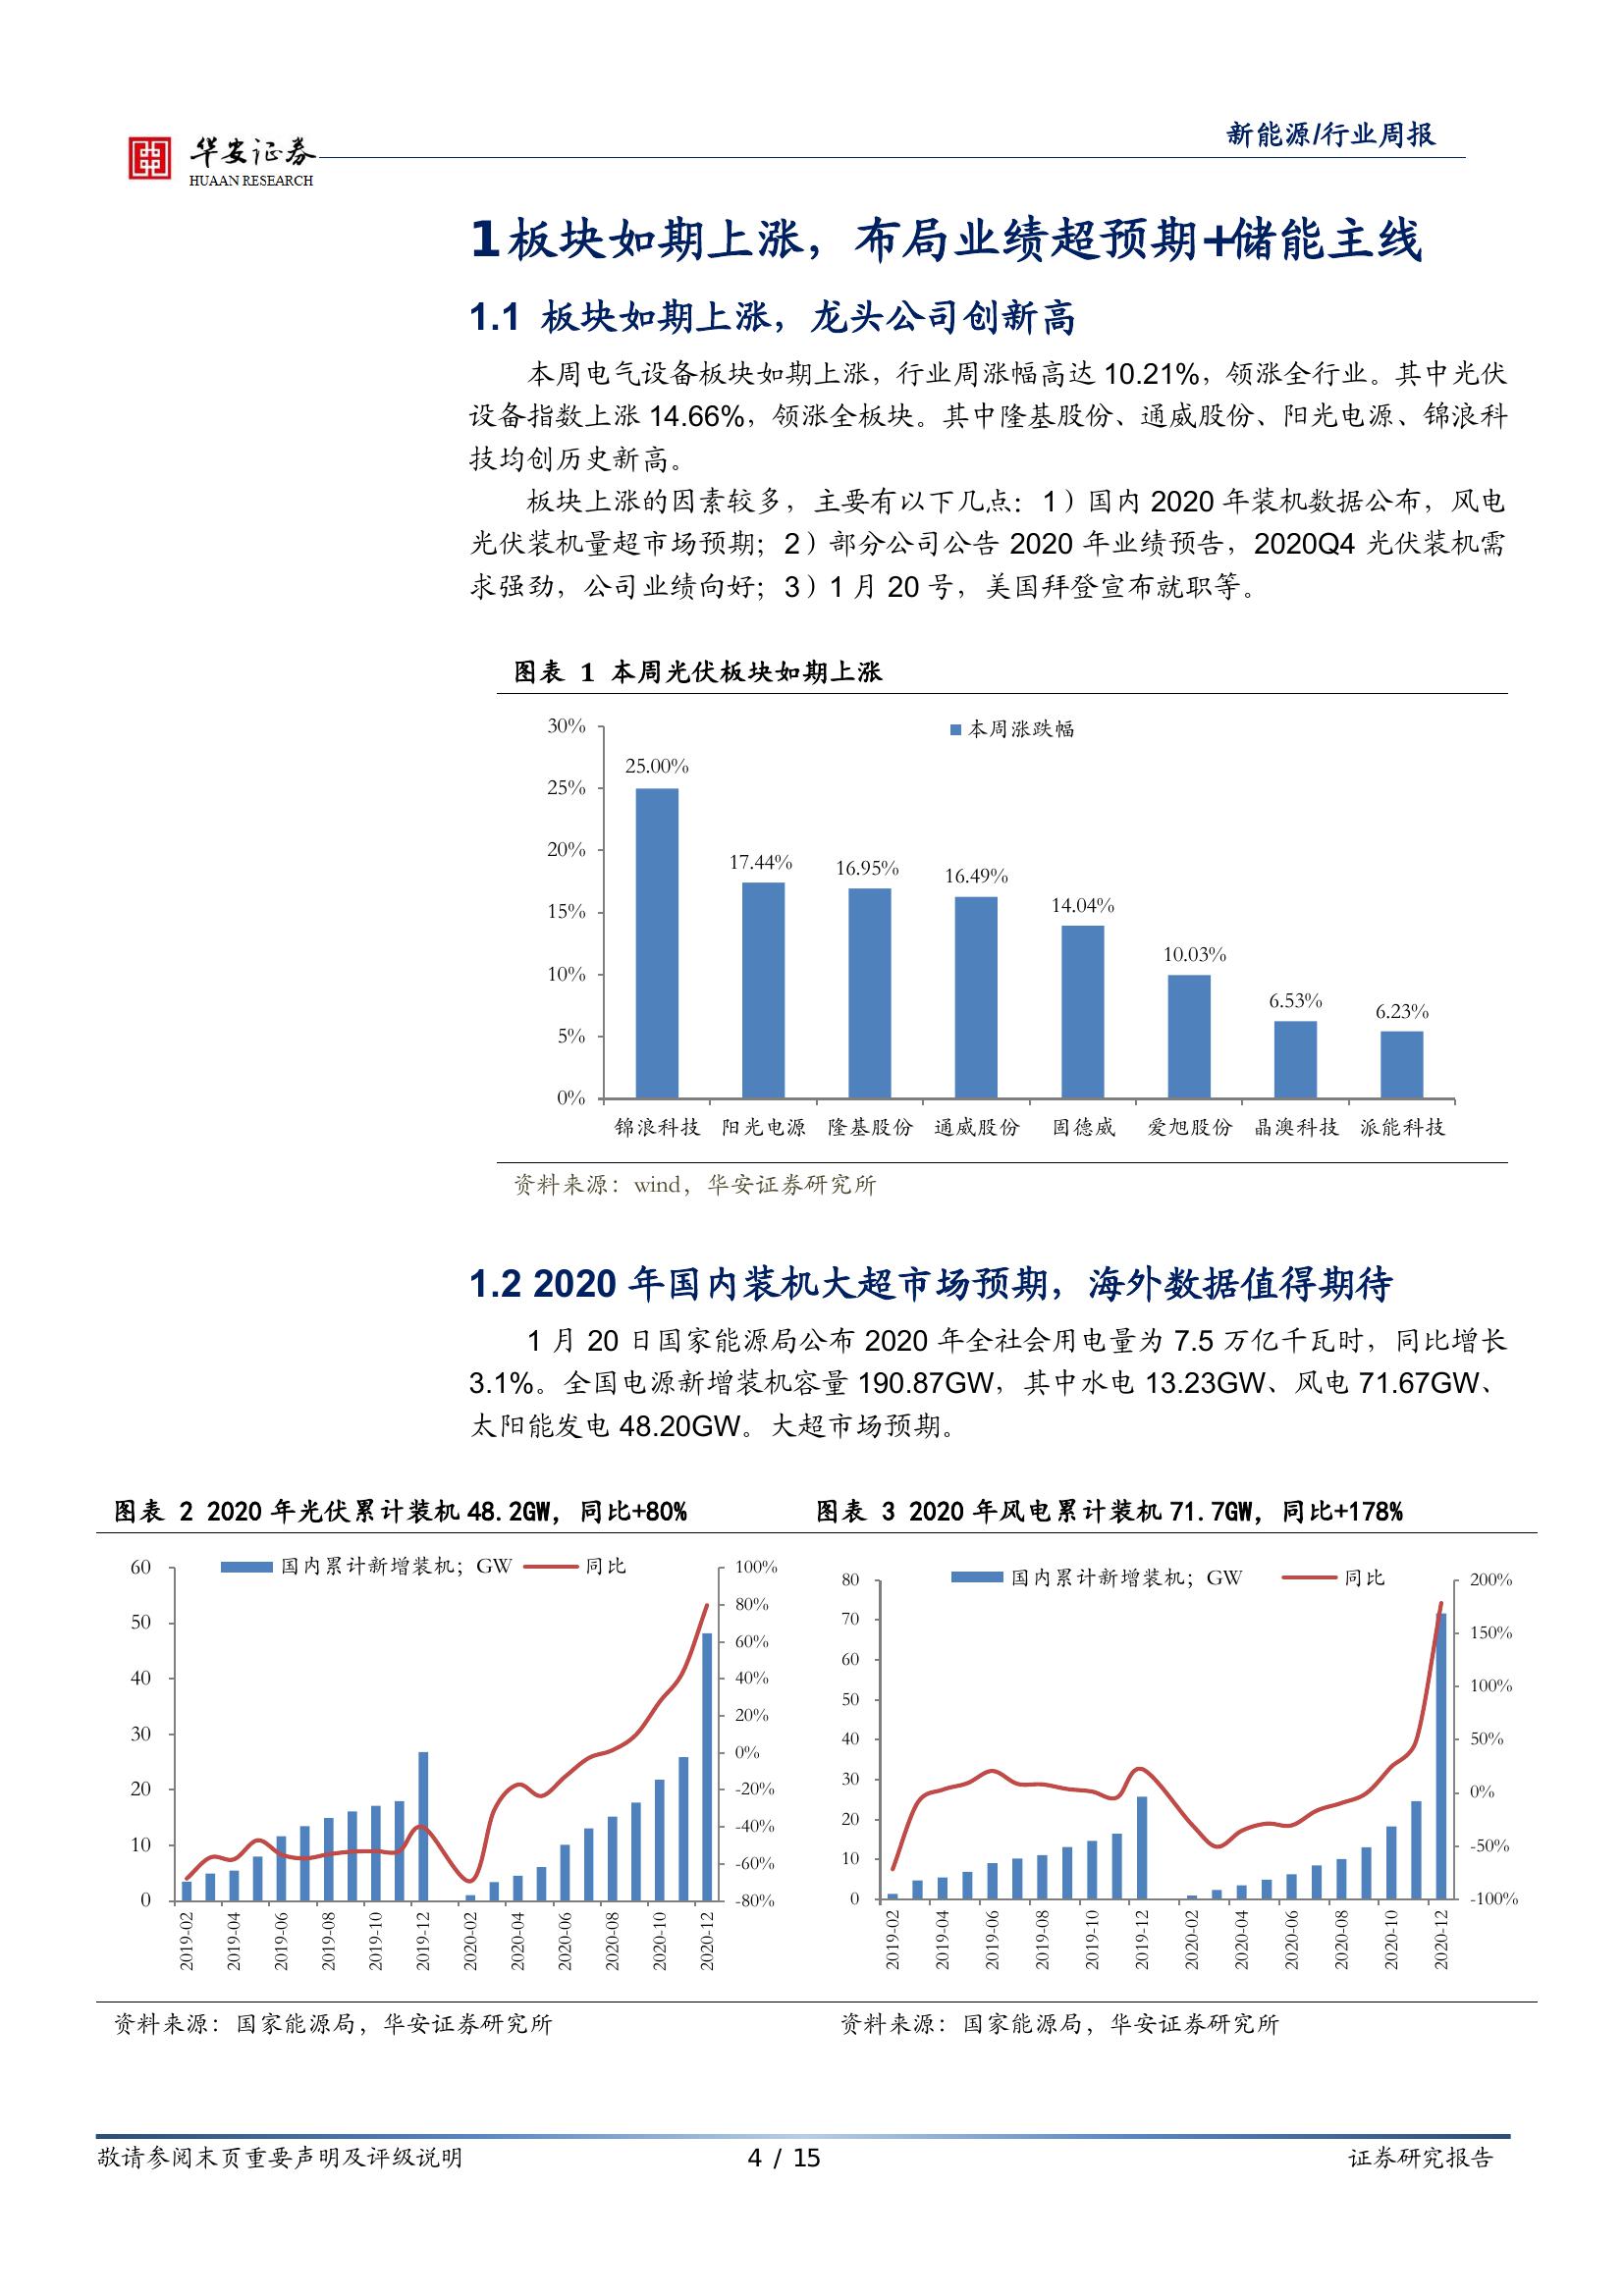 华安证券
HUAAN RESEARCH
新能源/行业周报
1板块如期上涨，布局业绩超预期+储能主线
1.1 板块如期上涨，龙头公司创新高
本周电气设备板块如期上涨，行业周涨幅高达 10.21%，领涨全行业。其中光伏
设备指数上涨 14.66%，领涨全板块。其中隆基股份、通威股份、阳光电源、锦浪科
技均创历史新高。
板块上涨的因素较多，主要有以下几点：1）国内 2020 年装机数据公布，风电
光伏装机量超市场预期；2）部分公司公告 2020 年业绩预告，2020Q4 光伏装机需
求强劲，公司业绩向好；3）1 月 20 号，美国拜登宣布就职等。
图表 1 本周光伏板块如期上涨
本周涨跌幅
30%
25%
20%
15%
10%
5%
0%
25.00%
17.44%
16.95%
16.49%
14.04%
10.03%
6.53%
6.23%
锦浪科技 阳光电源 隆基股份 通威股份 固德威 爱旭股份 晶澳科技 派能科技
资料来源：wind，华安证券研究所
1.2 2020 年国内装机大超市场预期，海外数据值得期待
1 月 20 日国家能源局公布 2020 年全社会用电量为 7.5 万亿千瓦时，同比增长
3.1%。全国电源新增装机容量 190.87GW，其中水电 13.23GW、风电 71.67GW、
太阳能发电 48.20GW。大超市场预期。
图表 2 2020 年光伏累计装机 48.2GW，同比+80%
国内累计新增装机；GW 同比
60
50
40
30
20
10
0
100%
80%
60%
40%
20%
0%
-20%
-40%
-60%
-80%
2019-02 2019-04 2019-06 2019-08 2019-10 2019-12 2020-02 2020-04 2020-06 2020-08 2020-10 2020-12
资料来源：国家能源局，华安证券研究所
图表 3 2020 年风电累计装机 71.7GW，同比+178%
国内累计新增装机；GW 同比
80
70
60
50
40
30
20
10
0
200%
150%
100%
50%
0%
-50%
-100%
2019-02 2019-04 2019-06 2019-08 2019-10 2019-12 2020-02 2020-04 2020-06 2020-08 2020-10 2020-12
资料来源：国家能源局，华安证券研究所
敬请参阅末页重要声明及评级说明
4 / 15
证券研究报告